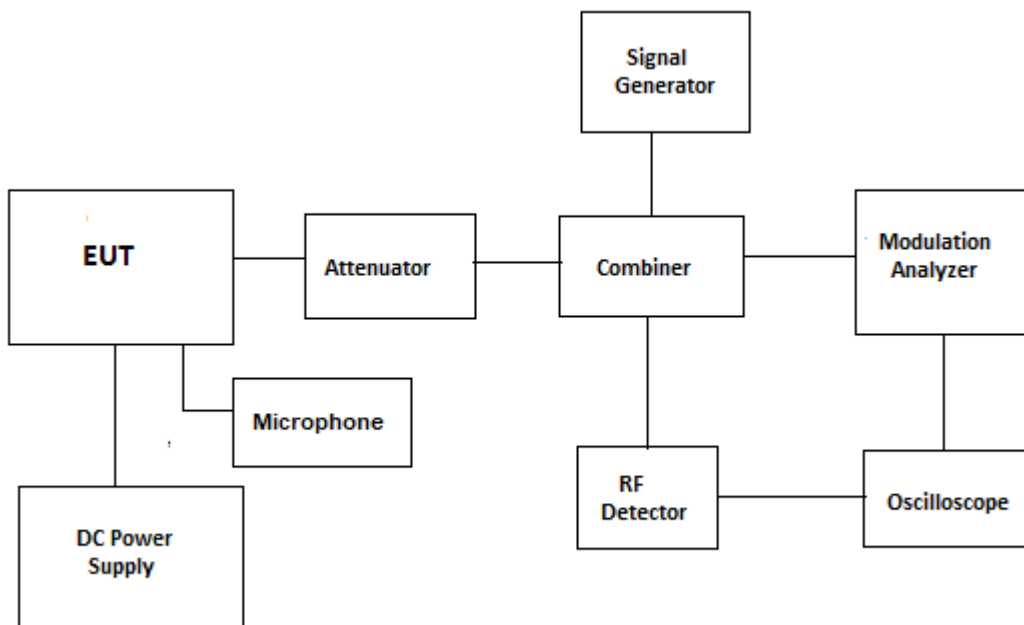 Signal
Generator
EUT
Attenuator
Combiner
Modulation
Analyzer
Microphone
RF
Detector
Oscilloscope
DC Power
Supply